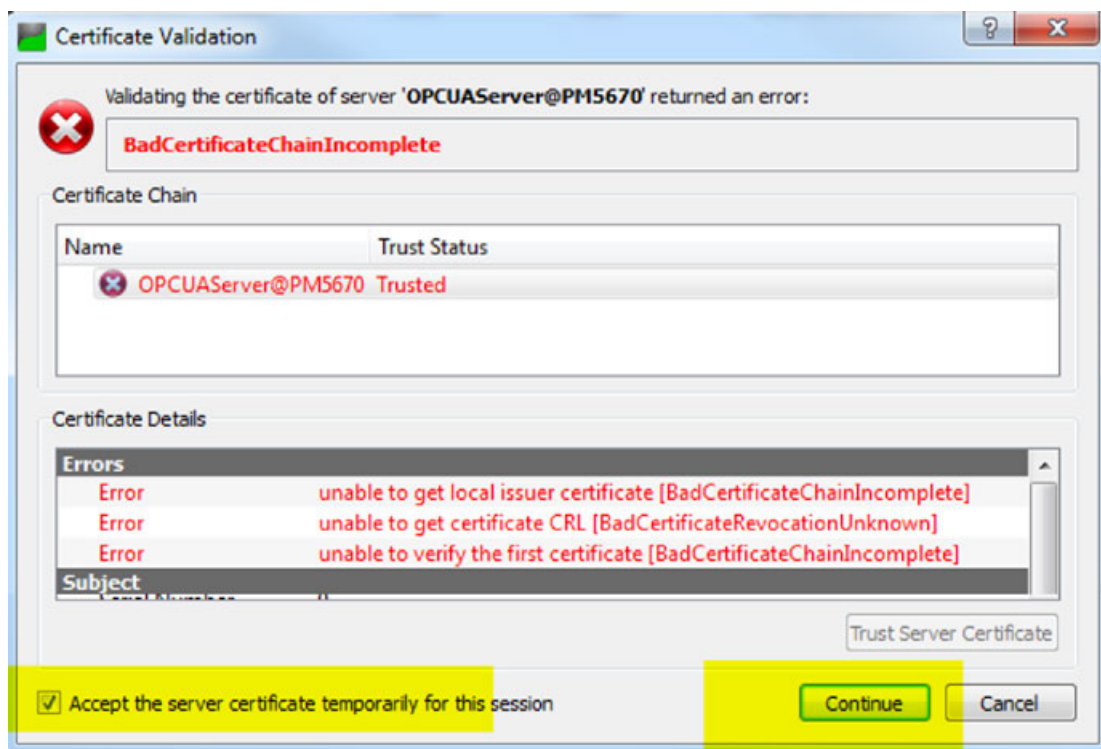 Certificate Validation
Validating the certificate of server 'OPCUAServer@PM5670' returned an error:
BadCertificateChainIncomplete
Certificate Chain
Name Trust Status
OPCUAServer@PM5670 Trusted
Certificate Details
Errors
Error unable to get local issuer certificate [BadCertificateChainIncomplete]
Error unable to get certificate CRL [BadCertificateRevocationUnknown]
Error unable to verify the first certificate [BadCertificateChainIncomplete]
Subject
Trust Server Certificate
Accept the server certificate temporarily for this session
Continue Cancel